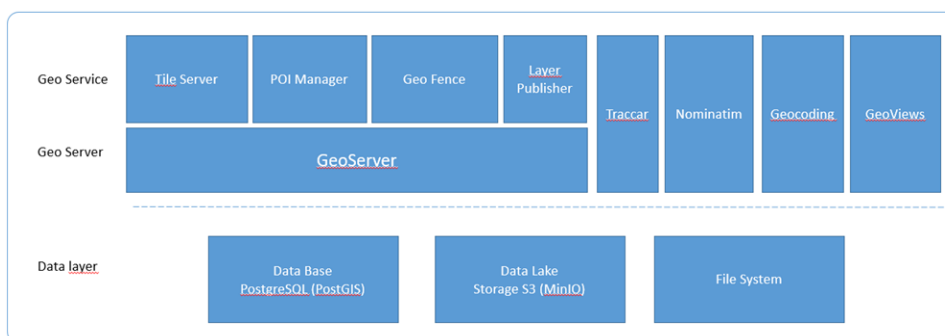 Geo Service
Tile Server
POI Manager
Geo Fence
Layer
Publisher
Traccar
Nominatim
Geocoding
GeoViews
Geo Server
GeoServer
Data layer
Data Base
PostgreSQL (PostGIS)
Data Lake
Storage S3 (MinIO)
File System